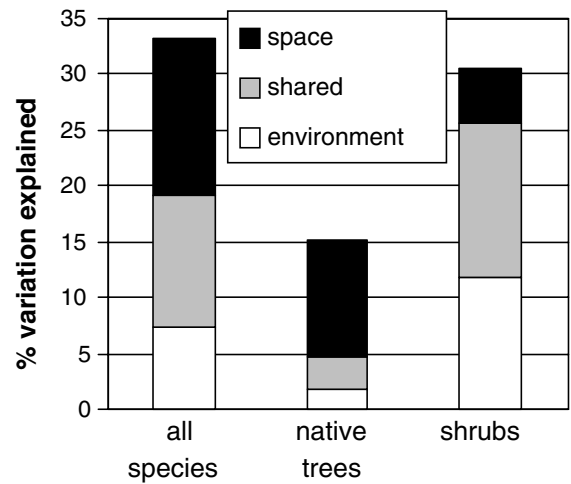 35
30
25
20
15
10
5
0
% variation explained
space
shared
environment
all
species
native
trees
shrubs